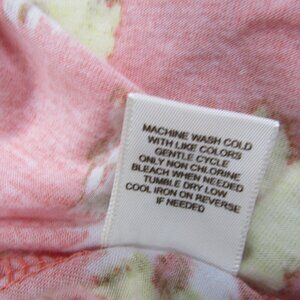 MACHINE WASH COLD
WITH LIKE COLORS
GENTLE CYCLE
ONLY NON CHLORINE
BLEACH WHEN NEEDED
TUMBLE DRY LOW
COOL IRON ON REVERSE
IF NEEDED